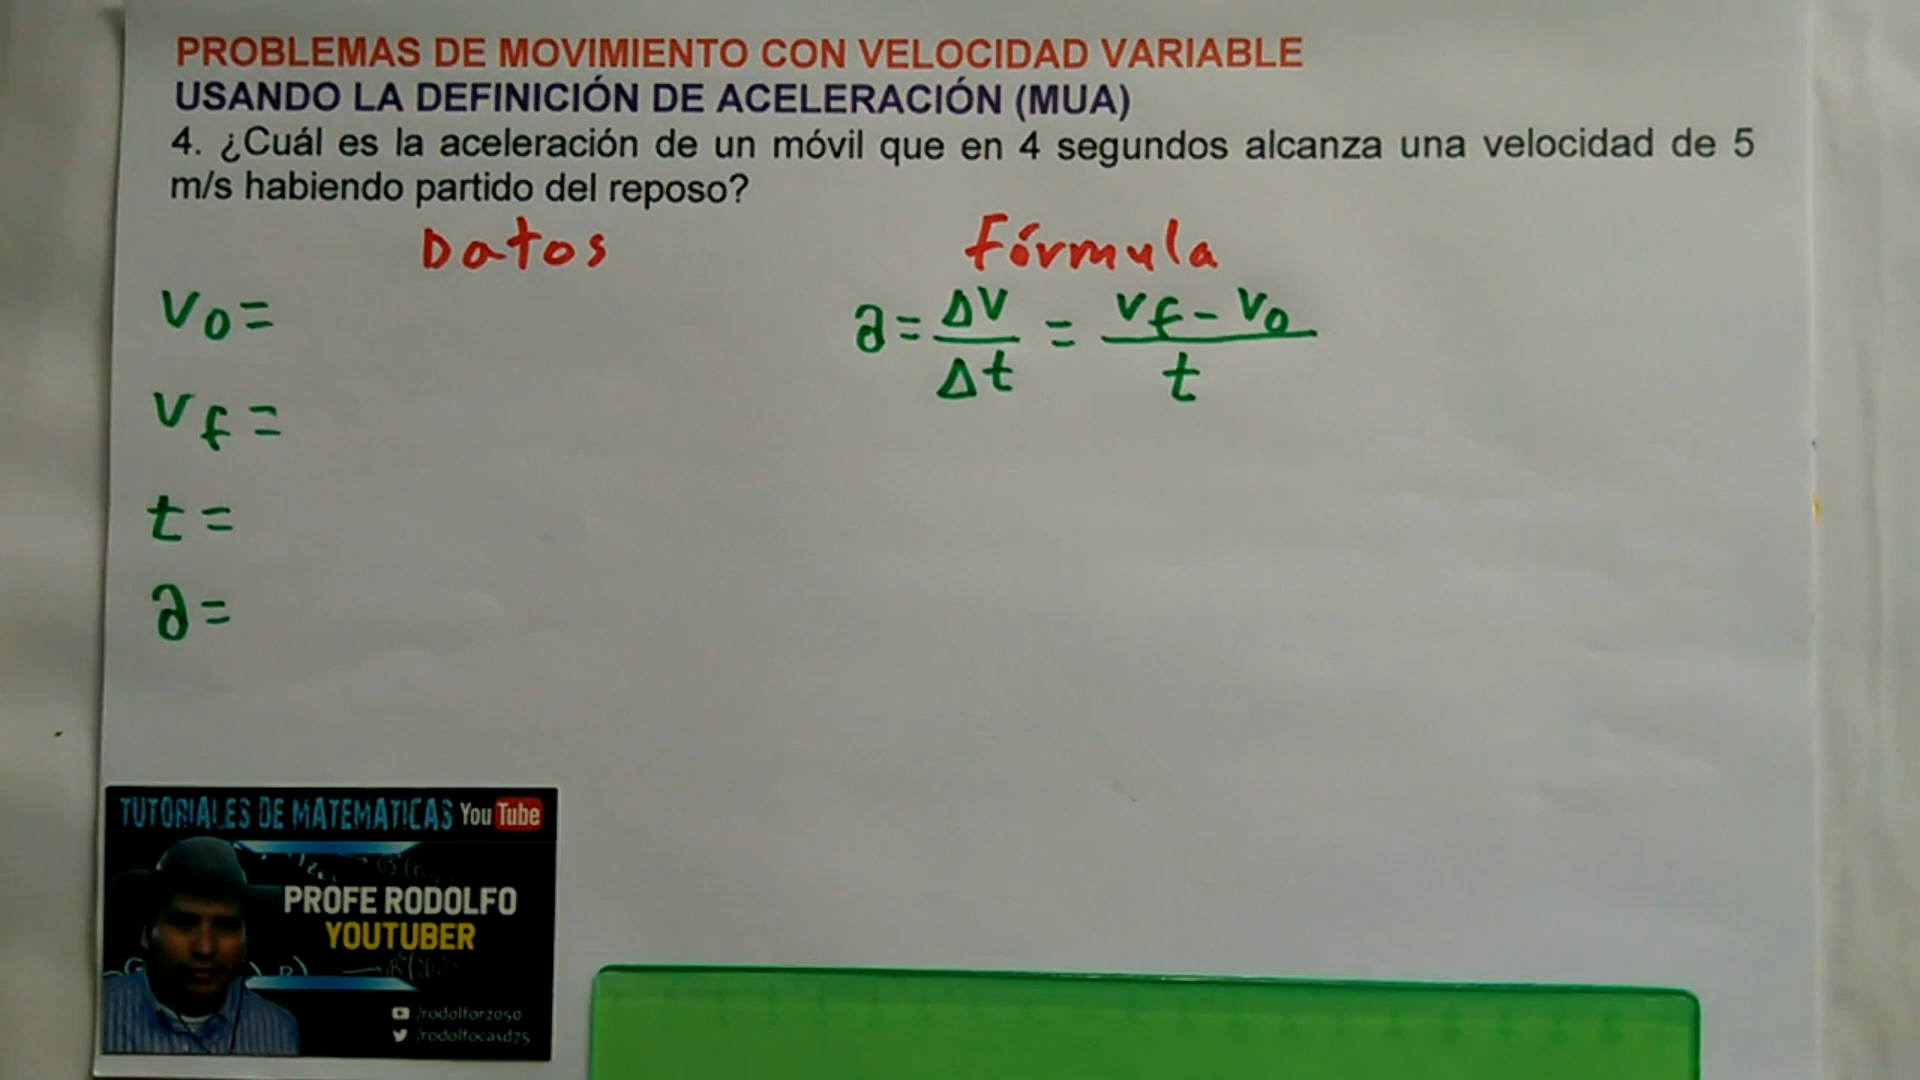 PROBLEMAS DE MOVIMIENTO CON VELOCIDAD VARIABLE
USANDO LA DEFINICIÓN DE ACELERACIÓN (MUA)
4. ¿Cuál es la aceleración de un móvil que en 4 segundos alcanza una velocidad de 5
m/s habiendo partido del reposo?
Datos
Fórmula
v₀=
a = Δv/Δt = (vf - v₀)/t
vf =
t =
a =
TUTORIALES DE MATEMATICAS YouTube
PROFE RODOLFO
YOUTUBER
/rodolfor2050
/rodolfocasd75